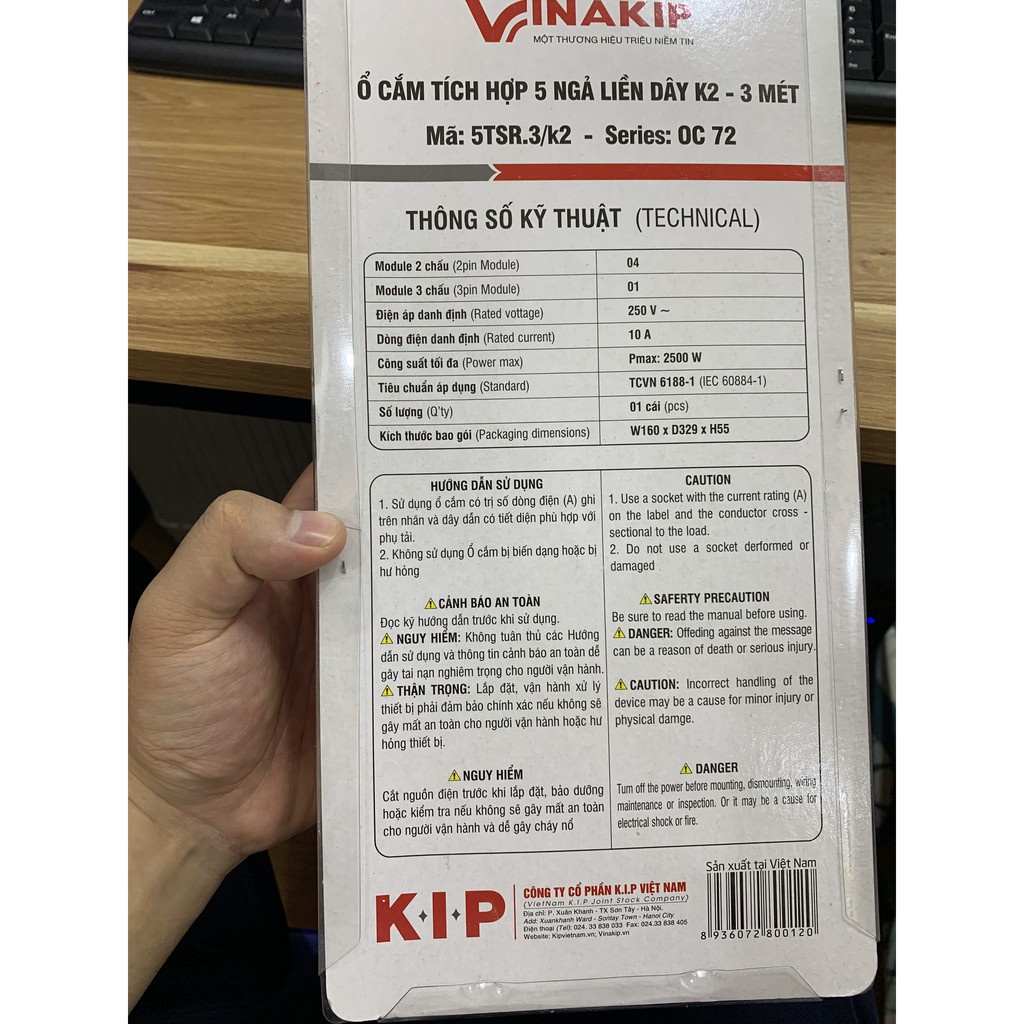 VINAKIP
MỘT THƯƠNG HIỆU TRIỆU NIỀM TIN
Ổ CẮM TÍCH HỢP 5 NGẢ LIỀN DÂY K2 - 3 MÉT
Mã: 5TSR.3/k2 - Series: OC 72
THÔNG SỐ KỸ THUẬT (TECHNICAL)
Module 2 chấu (2pin Module) 04
Module 3 chấu (3pin Module) 01
Điện áp danh định (Rated vottage) 250 V ~
Dòng điện danh định (Rated current) 10 A
Công suất tối đa (Power max) Pmax: 2500 W
Tiêu chuẩn áp dụng (Standard) TCVN 6188-1 (IEC 60884-1)
Số lượng (Q'ty) 01 cái (pcs)
Kích thước bao gói (Packaging dimensions) W160 x D329 x H55
HƯỚNG DẪN SỬ DỤNG
1. Sử dụng ổ cắm có trị số dòng điện (A) ghi
trên nhãn và dây dẫn có tiết diện phù hợp với
phụ tải.
2. Không sử dụng Ổ cắm bị biến dạng hoặc bị
hư hỏng
CẢNH BÁO AN TOÀN
Đọc kỹ hướng dẫn trước khi sử dụng.
NGUY HIỂM: Không tuân thủ các Hướng
dẫn sử dụng và thông tin cảnh báo an toàn dễ
gây tai nạn nghiêm trọng cho người vận hành.
THẬN TRỌNG: Lắp đặt, vận hành xử lý
thiết bị phải đảm bảo chính xác nếu không sẽ
gây mất an toàn cho người vận hành hoặc hư
hỏng thiết bị.
NGUY HIỂM
Cắt nguồn điện trước khi lắp đặt, bảo dưỡng
hoặc kiểm tra nếu không sẽ gây mất an toàn
cho người vận hành và dễ gây cháy nổ
CAUTION
1. Use a socket with the current rating (A)
on the label and the conductor cross -
sectional to the load.
2. Do not use a socket derformed or
damaged
SAFERTY PRECAUTION
Be sure to read the manual before using.
DANGER: Offeding against the message
can be a reason of death or serious injury.
CAUTION: Incorrect handling of the
device may be a cause for minor injury or
physical damge.
DANGER
Turn off the power before mounting, dismounting, wiring
maintenance or inspection. Or it may be a cause for
electrical shock or fire.
K.I.P
CÔNG TY CỔ PHẦN K.I.P VIỆT NAM
(VietNam K.I.P Joint Stock Company)
Địa chỉ: P. Xuân Khanh - TX Sơn Tây - Hà Nội.
Add: Xuankhanh Ward - Sontay Town - Hanoi City
Điện thoại (Tel): 024. 33 838 033 Fax: 024.33 838 405
Website: Kipvietnam.vn; Vinakip.vn
Sản xuất tại Việt Nam
8 936072 800120